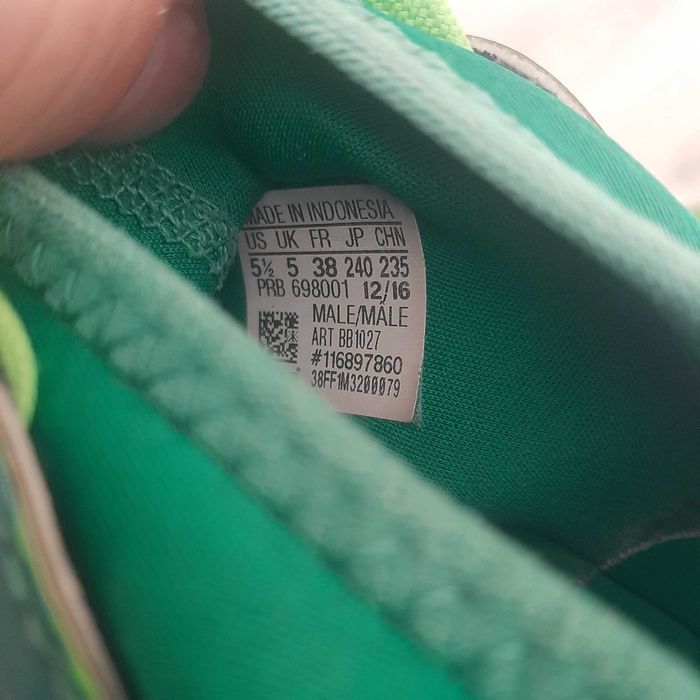 MADE IN INDONESIA
US UK FR JP CHN
5½ 5 38 240 235
PRB 698001 12/16
MALE/MÂLE
ART BB1027
#116897860
38FF1M3200079